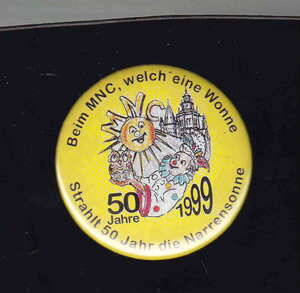 Beim MNC, welch´eine Wonne
50
Jahre
1999
Strahlt 50 Jahr die Narrensonne